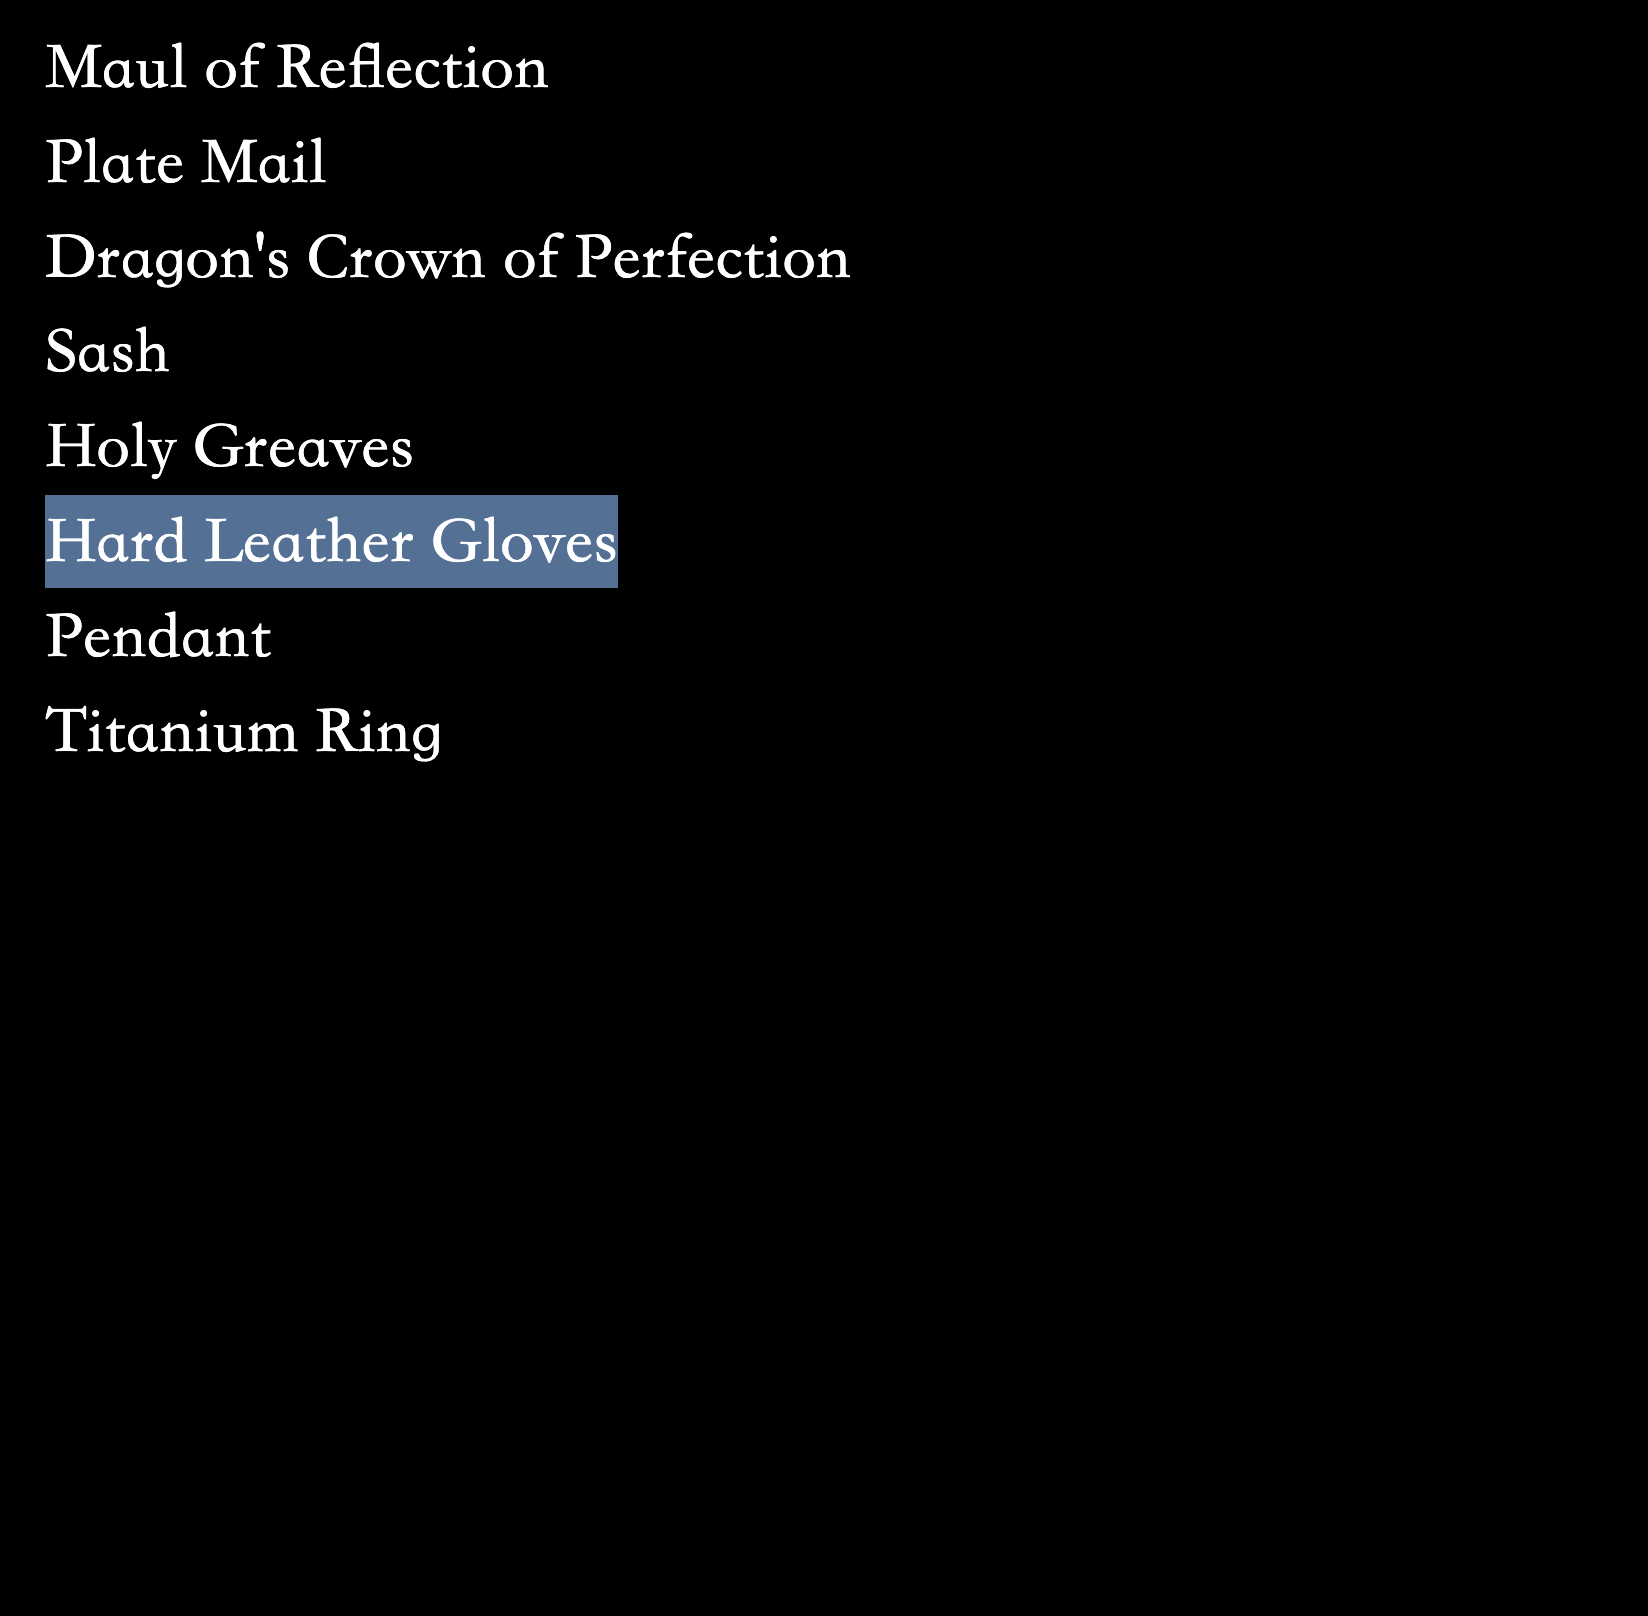 Maul of Reflection
Plate Mail
Dragon's Crown of Perfection
Sash
Holy Greaves
Hard Leather Gloves
Pendant
Titanium Ring